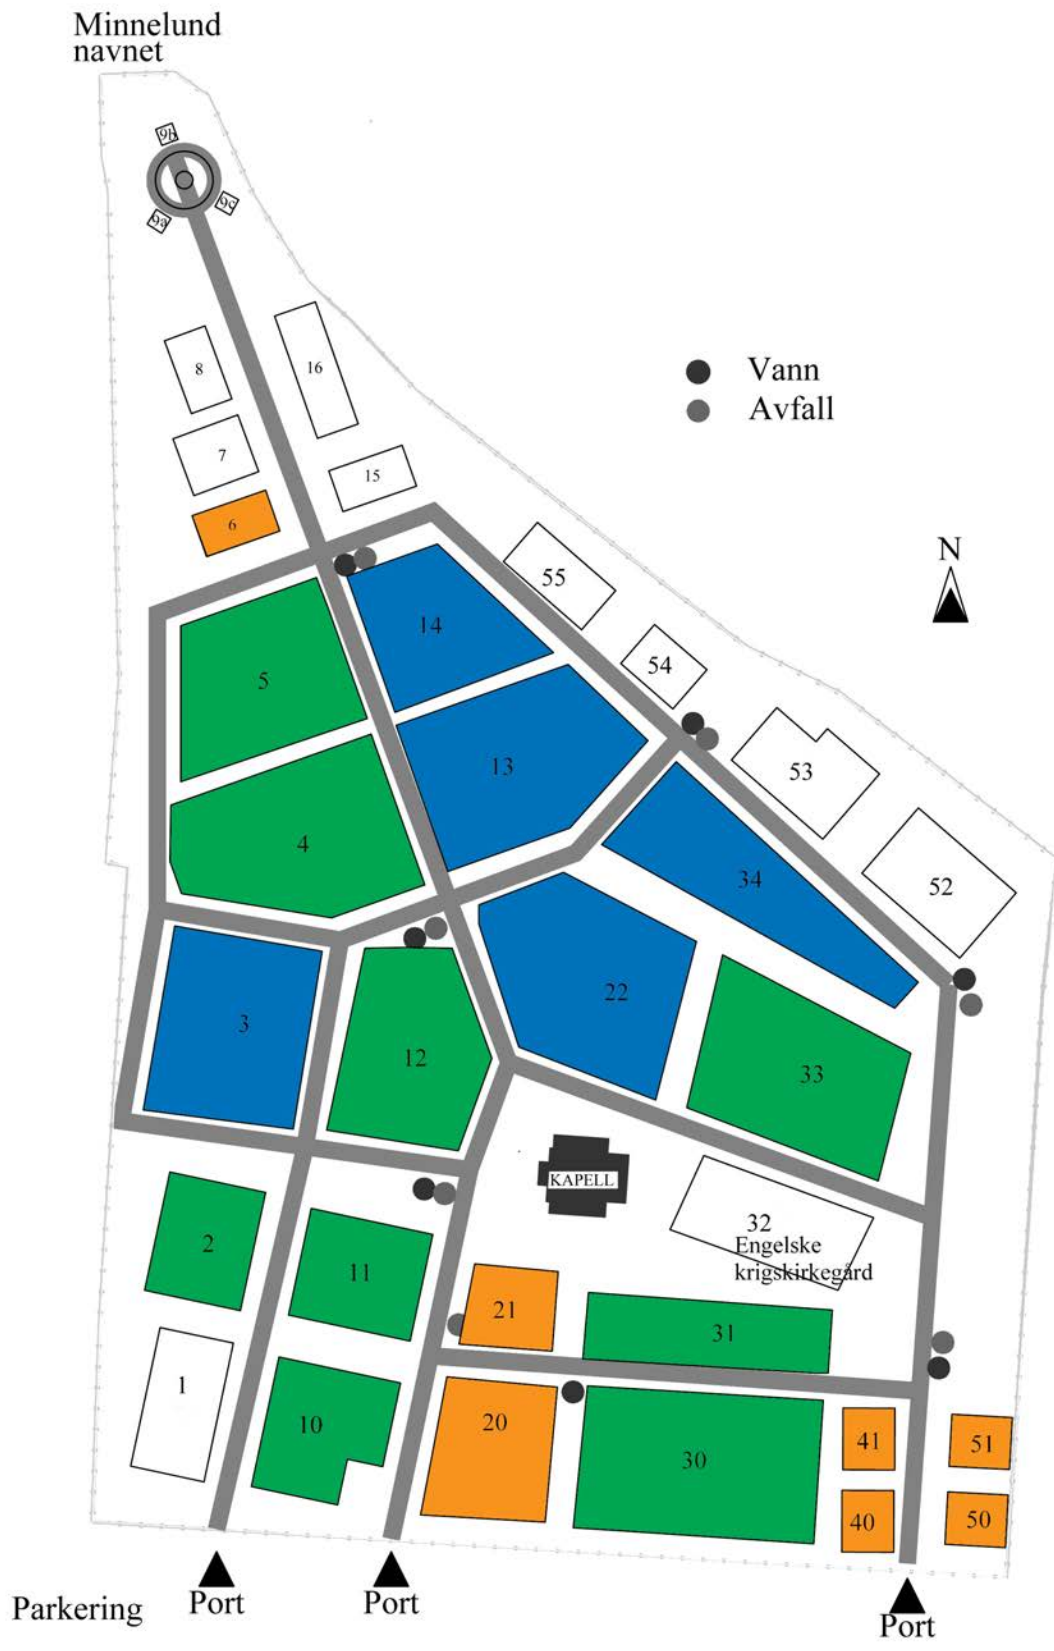 Minnelund
navnet
9b
9c
9a
8
16
7
15
6
Vann
Avfall
N
55
14
54
5
13
53
4
34
52
22
3
12
33
KAPELL
32
Engelske
krigskirkegård
2
11
21
31
1
10
20
30
41
51
40
50
Parkering
Port
Port
Port